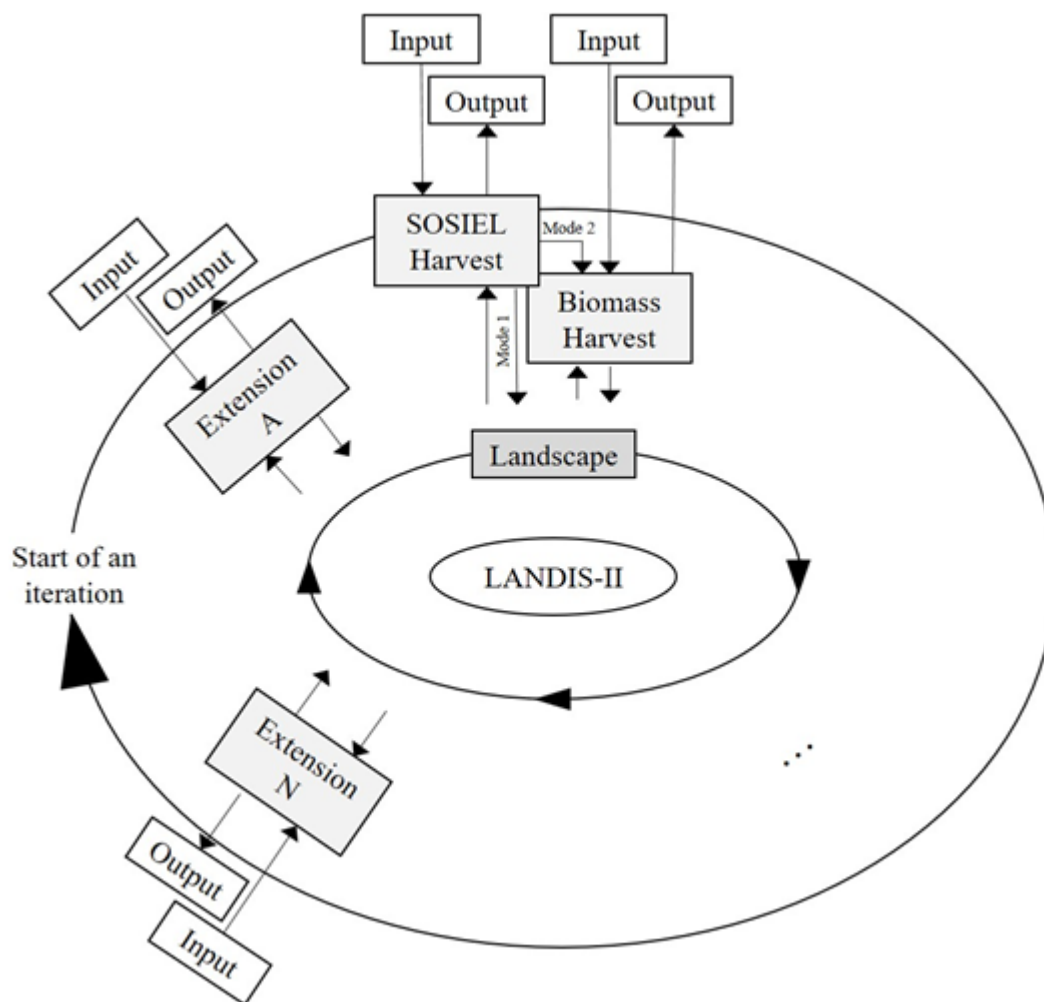 Input
Input
Output
Output
SOSIEL
Harvest
Mode 2
Biomass
Harvest
Mode 1
Input
Output
Extension
A
Landscape
LANDIS-II
Start of an
iteration
Extension
N
...
Output
Input